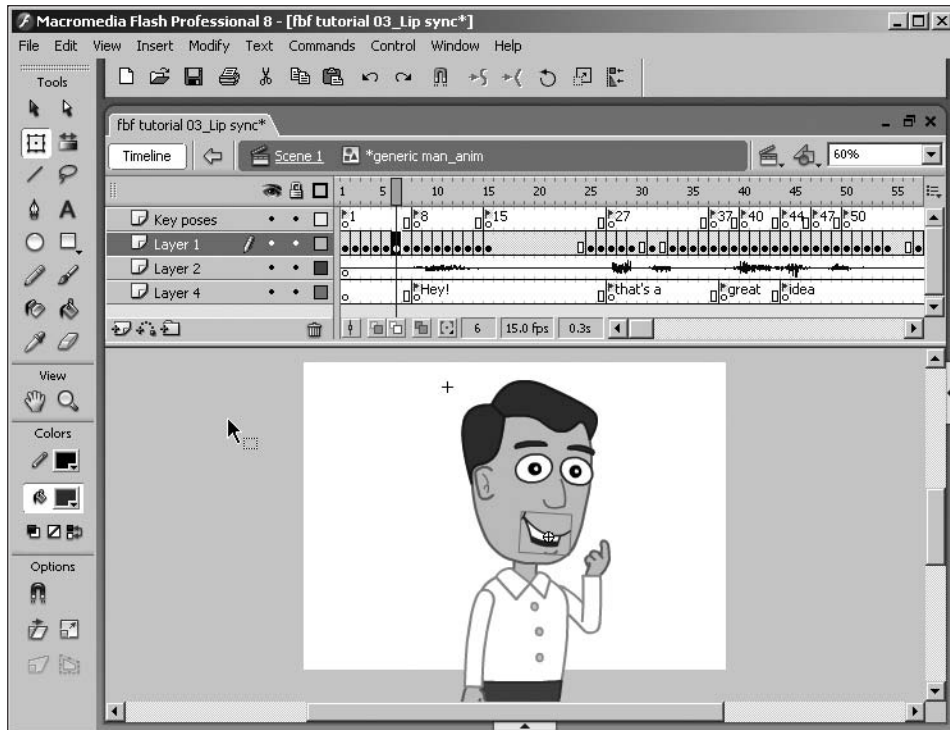 Macromedia Flash Professional 8 - [fbf tutorial 03_Lip sync*]
File Edit View Insert Modify Text Commands Control Window Help
Tools
fbf tutorial 03_Lip sync*
Timeline Scene 1 *generic man_anim 60%
1 5 10 15 20 25 30 35 40 45 50 55
Key poses 1 8 15 27 37 40 44 47 50
Layer 1
Layer 2
Layer 4 Hey! that's a great idea
6 15.0 fps 0.3s
A
View
Colors
Options